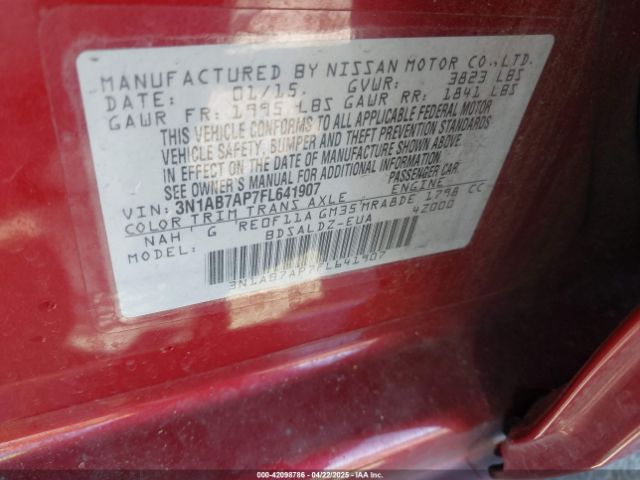 MANUFACTURED BY NISSAN MOTOR CO.,LTD.
DATE: 01/15. GVWR: 3823 LBS
GAWR FR: 1995 LBS GAWR RR: 1841 LBS
THIS VEHICLE CONFORMS TO ALL APPLICABLE FEDERAL MOTOR
VEHICLE SAFETY, BUMPER AND THEFT PREVENTION STANDARDS
IN EFFECT ON THE DATE OF MANUFACTURE SHOWN ABOVE.
SEE OWNER'S MANUAL FOR ADDITIONAL INFORMATION.
VIN: 3N1AB7AP7FL641907 PASSENGER CAR
COLOR TRIM TRANS AXLE ENGINE
NAH G RE0F11A GM35 MRA8DE 1798 CC
MODEL: BDSALDZ-EUA 42000
3N1AB7AP7FL641907
000-42098786 - 04/22/2025 - IAAI.COM